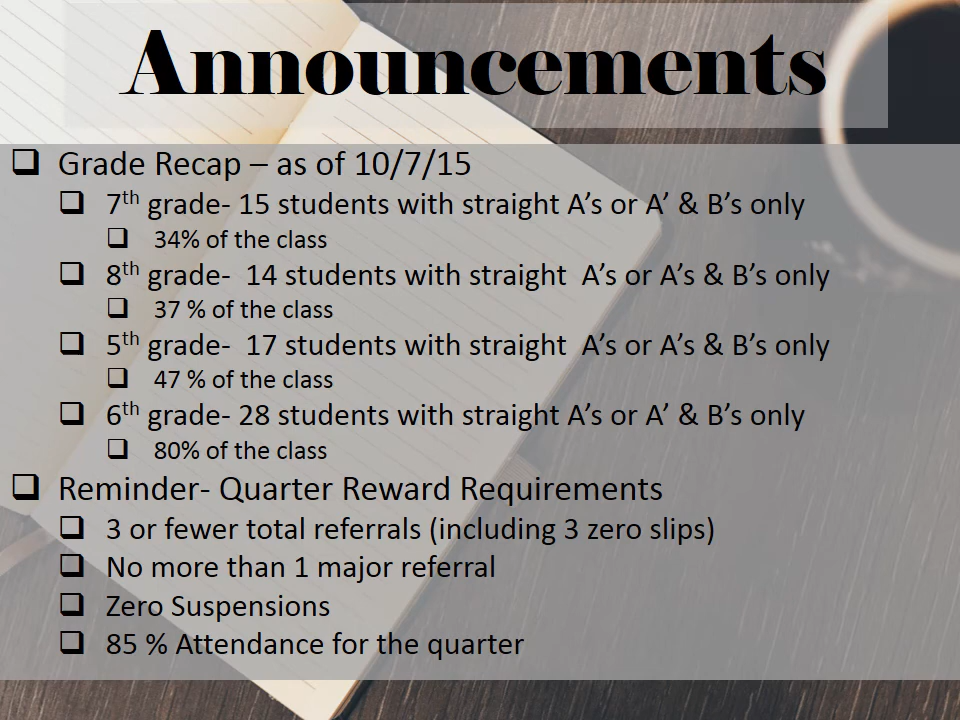 Announcements
Grade Recap – as of 10/7/15
7th grade- 15 students with straight A’s or A’ & B’s only
34% of the class
8th grade-  14 students with straight  A’s or A’s & B’s only
37 % of the class
5th grade-  17 students with straight  A’s or A’s & B’s only
47 % of the class
6th grade- 28 students with straight A’s or A’ & B’s only
80% of the class
Reminder- Quarter Reward Requirements
3 or fewer total referrals (including 3 zero slips)
No more than 1 major referral
Zero Suspensions
85 % Attendance for the quarter